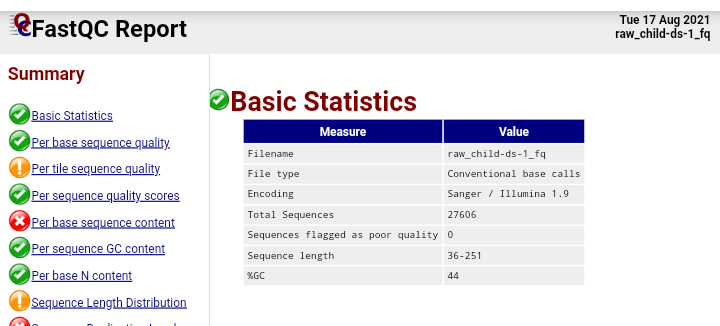 FastQC Report
Tue 17 Aug 2021
raw_child-ds-1_fq
Summary
Basic Statistics
Per base sequence quality
Per tile sequence quality
Per sequence quality scores
Per base sequence content
Per sequence GC content
Per base N content
Sequence Length Distribution
Basic Statistics
Measure Value
Filename raw_child-ds-1_fq
File type Conventional base calls
Encoding Sanger / Illumina 1.9
Total Sequences 27606
Sequences flagged as poor quality 0
Sequence length 36-251
%GC 44